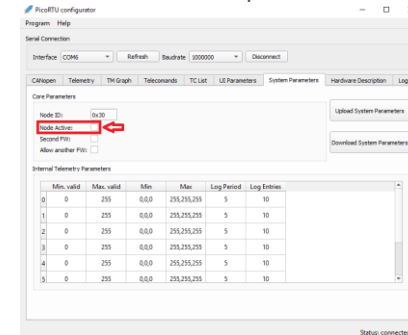 PicoRTU configurator
Program Help
Serial Connection
Interface COM6 Refresh Baudrate 1000000 Disconnect
CANopen Telemetry TM Graph Telecomands TC List UI Parameters System Parameters Hardware Description Log
Core Parameters
Node ID: 0x30
Node Active:
Second FW:
Allow another FW:
Upload System Parameters
Download System Parameters
Internal Telemetry Parameters
Min. valid Max. valid Min Max Log Period Log Entries
0 0 255 0,0,0 255,255,255 5 10
1 0 255 0,0,0 255,255,255 5 10
2 0 255 0,0,0 255,255,255 5 10
3 0 255 0,0,0 255,255,255 5 10
4 0 255 0,0,0 255,255,255 5 10
5 0 255 0,0,0 255,255,255 5 10
Status: connected